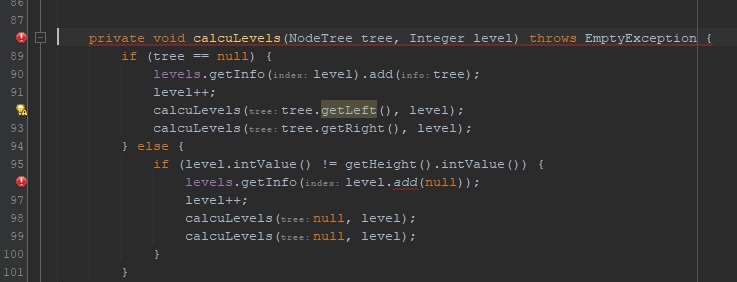 86
87
private void calcuLevels(NodeTree tree, Integer level) throws EmptyException {
89 if (tree == null) {
90 levels.getInfo(index: level).add(info: tree);
91 level++;
calcuLevels(tree: tree.getLeft(), level);
93 calcuLevels(tree: tree.getRight(), level);
94 } else {
95 if (level.intValue() != getHeight().intValue()) {
levels.getInfo(index: level.add(null));
97 level++;
98 calcuLevels(tree: null, level);
99 calcuLevels(tree: null, level);
100 }
101 }